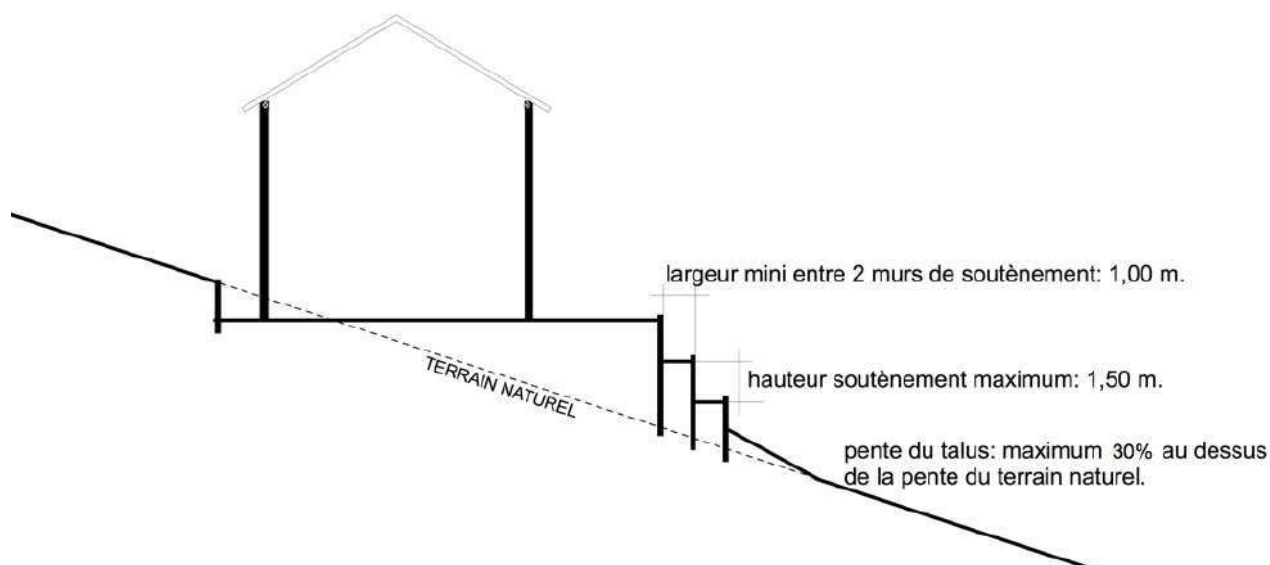 largeur mini entre 2 murs de soutènement: 1,00 m.
TERRAIN NATUREL
hauteur soutènement maximum: 1,50 m.
pente du talus: maximum 30% au dessus
de la pente du terrain naturel.